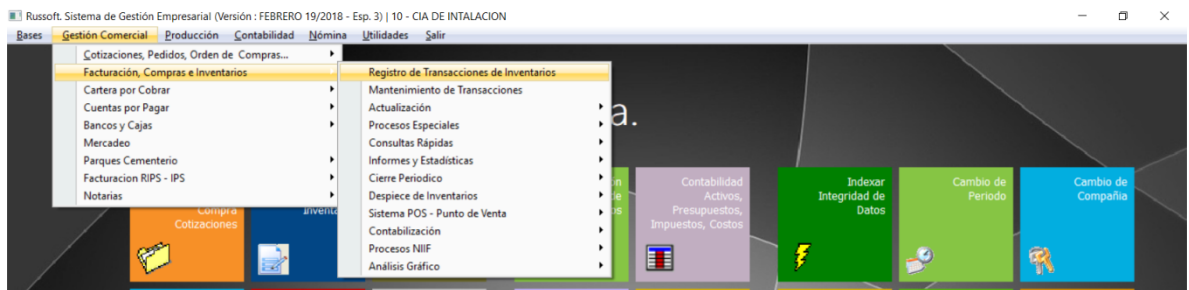 Russoft. Sistema de Gestión Empresarial (Versión : FEBRERO 19/2018 - Esp. 3) | 10 - CIA DE INTALACION
Bases Gestión Comercial Producción Contabilidad Nómina Utilidades Salir
Cotizaciones, Pedidos, Orden de Compras...
Facturación, Compras e Inventarios
Cartera por Cobrar
Cuentas por Pagar
Bancos y Cajas
Mercadeo
Parques Cementerio
Facturacion RIPS - IPS
Notarias
Registro de Transacciones de Inventarios
Mantenimiento de Transacciones
Actualización
Procesos Especiales
Consultas Rápidas
Informes y Estadísticas
Cierre Periodico
Despiece de Inventarios
Sistema POS - Punto de Venta
Contabilización
Procesos NIIF
Análisis Gráfico
a.
Compra
Cotizaciones
Contabilidad
Activos,
Presupuestos,
Impuestos, Costos
Indexar
Integridad de
Datos
Cambio de
Periodo
Cambio de
Compañia